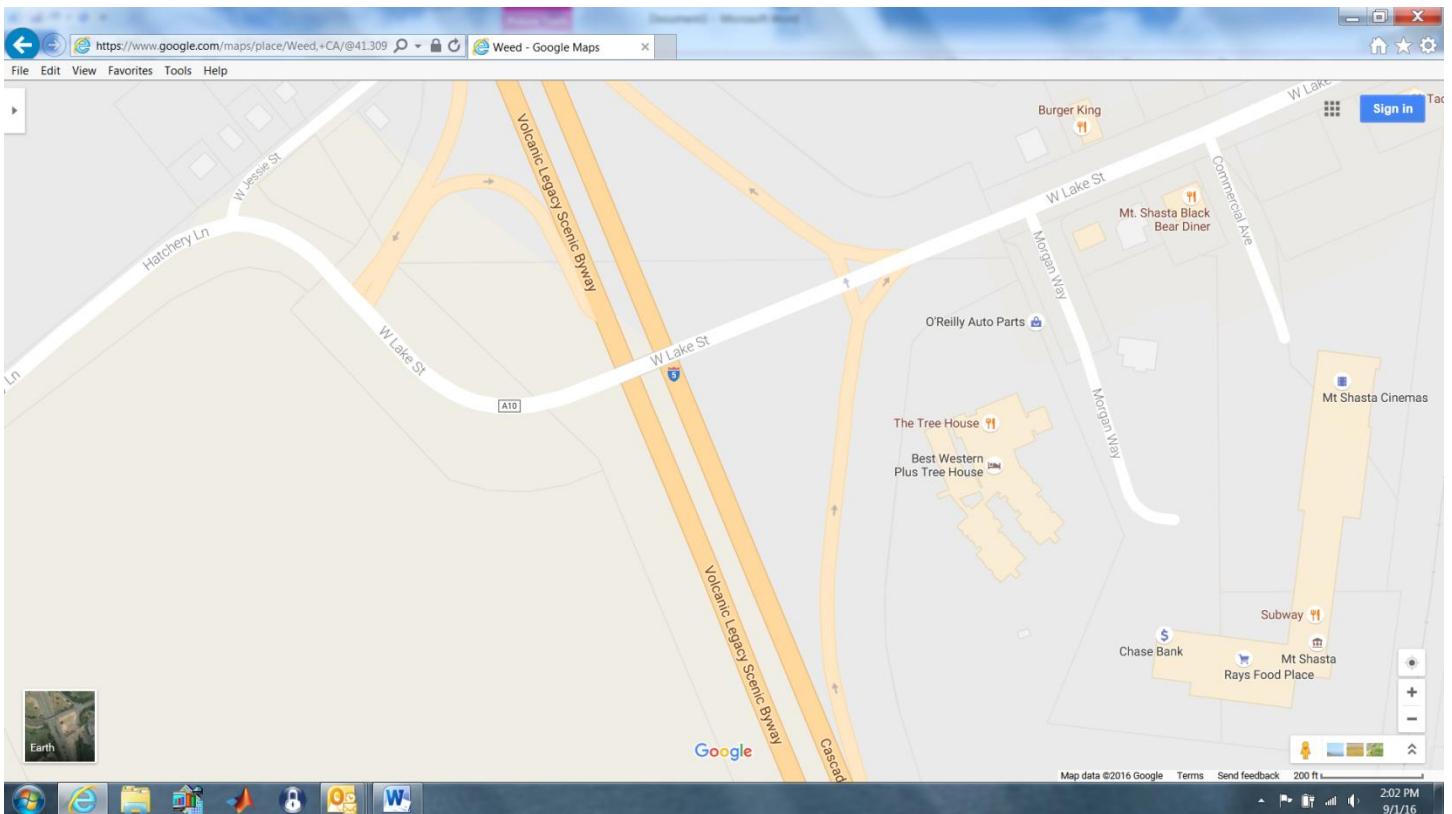 Document1 - Microsoft Word
https://www.google.com/maps/place/Weed,+CA/@41.309
Weed - Google Maps
File Edit View Favorites Tools Help
W Lake
Tac
Sign in
Burger King
Volcanic Legacy Scenic Byway
W Jessie St
Commercial Ave
W Lake St
Mt. Shasta Black
Bear Diner
Hatchery Ln
Morgan Way
O'Reilly Auto Parts
W Lake St
W Lake St
5
Ln
Mt Shasta Cinemas
A10
The Tree House
Morgan Way
Best Western
Plus Tree House
Volcanic Legacy Scenic Byway
Subway
$
Chase Bank
Mt Shasta
Rays Food Place
Earth
Google
Cascad
Map data ©2016 Google Terms Send feedback 200 ft
2:02 PM
9/1/16